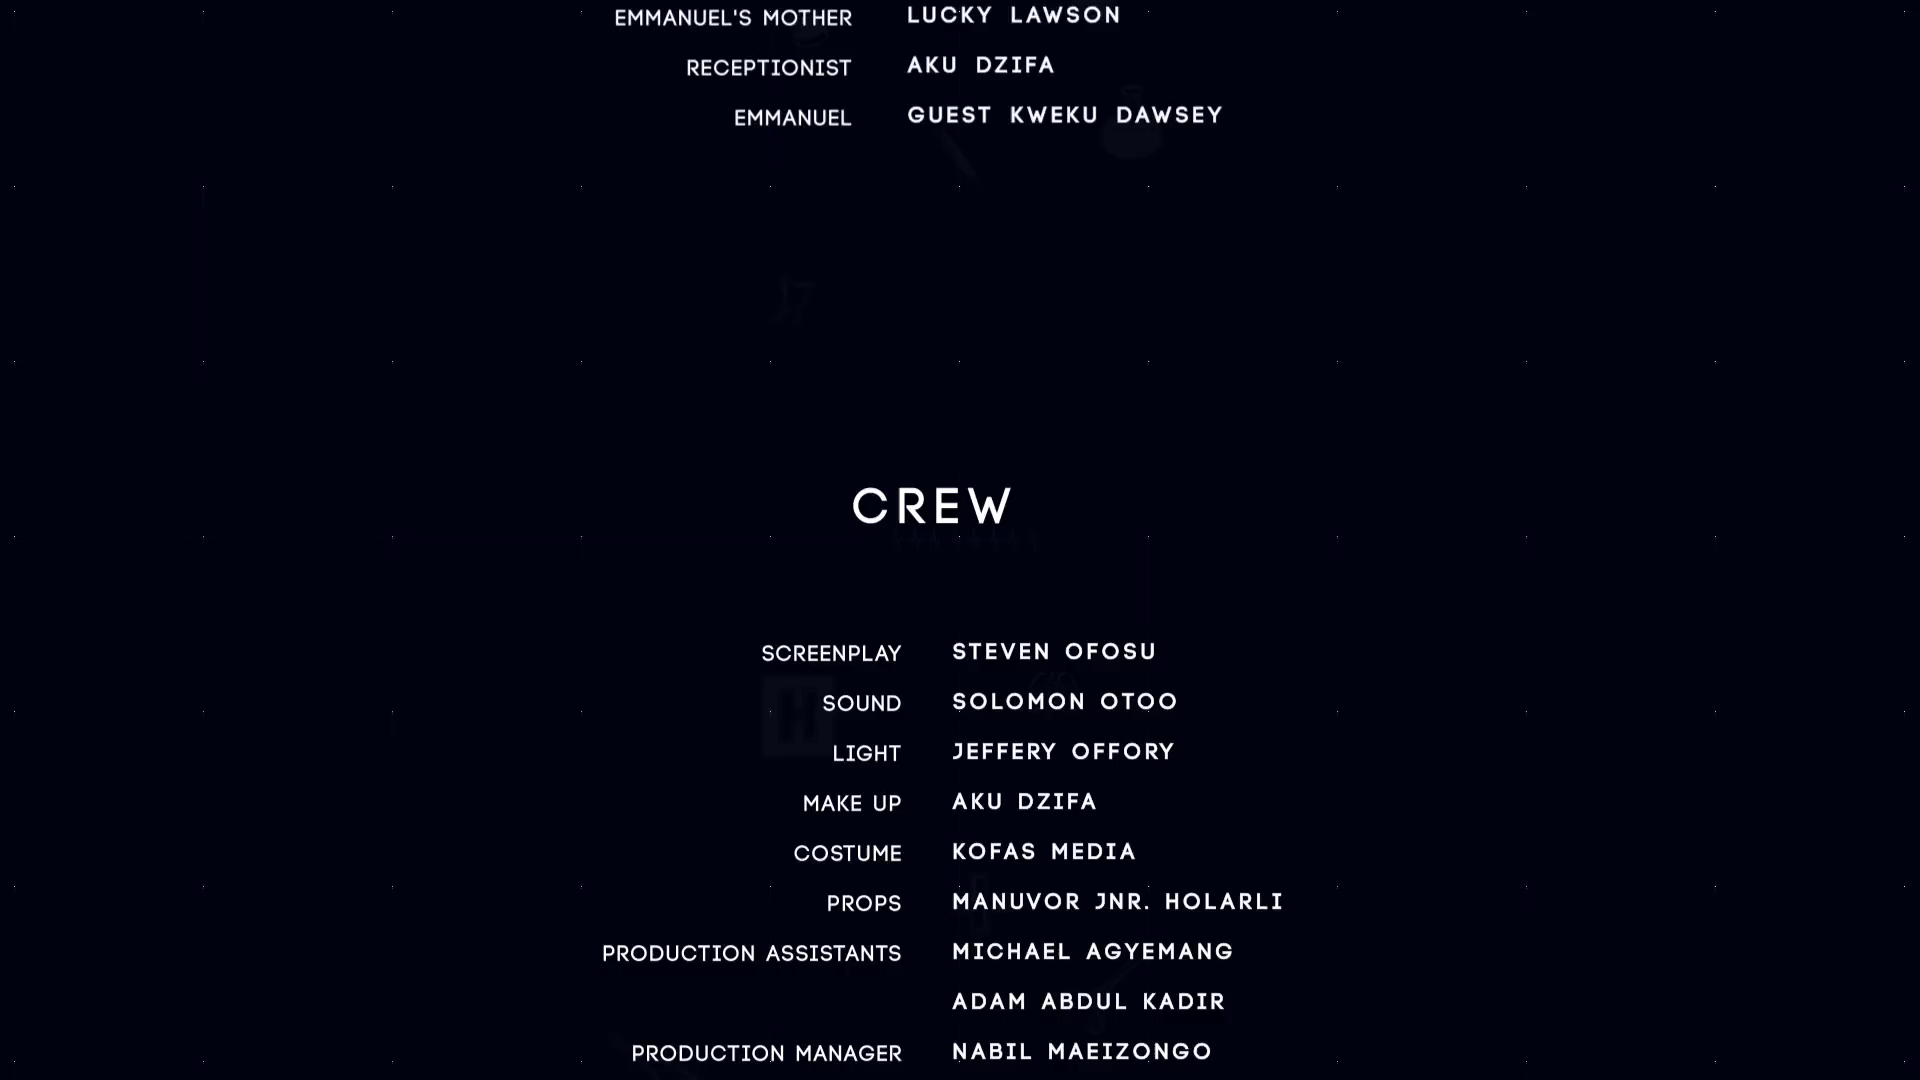 EMMANUEL'S MOTHER LUCKY LAWSON
RECEPTIONIST AKU DZIFA
EMMANUEL GUEST KWEKU DAWSEY
CREW
SCREENPLAY STEVEN OFOSU
SOUND SOLOMON OTOO
LIGHT JEFFERY OFFORY
MAKE UP AKU DZIFA
COSTUME KOFAS MEDIA
PROPS MANUVOR JNR. HOLARLI
PRODUCTION ASSISTANTS MICHAEL AGYEMANG
ADAM ABDUL KADIR
PRODUCTION MANAGER NABIL MAEIZONGO